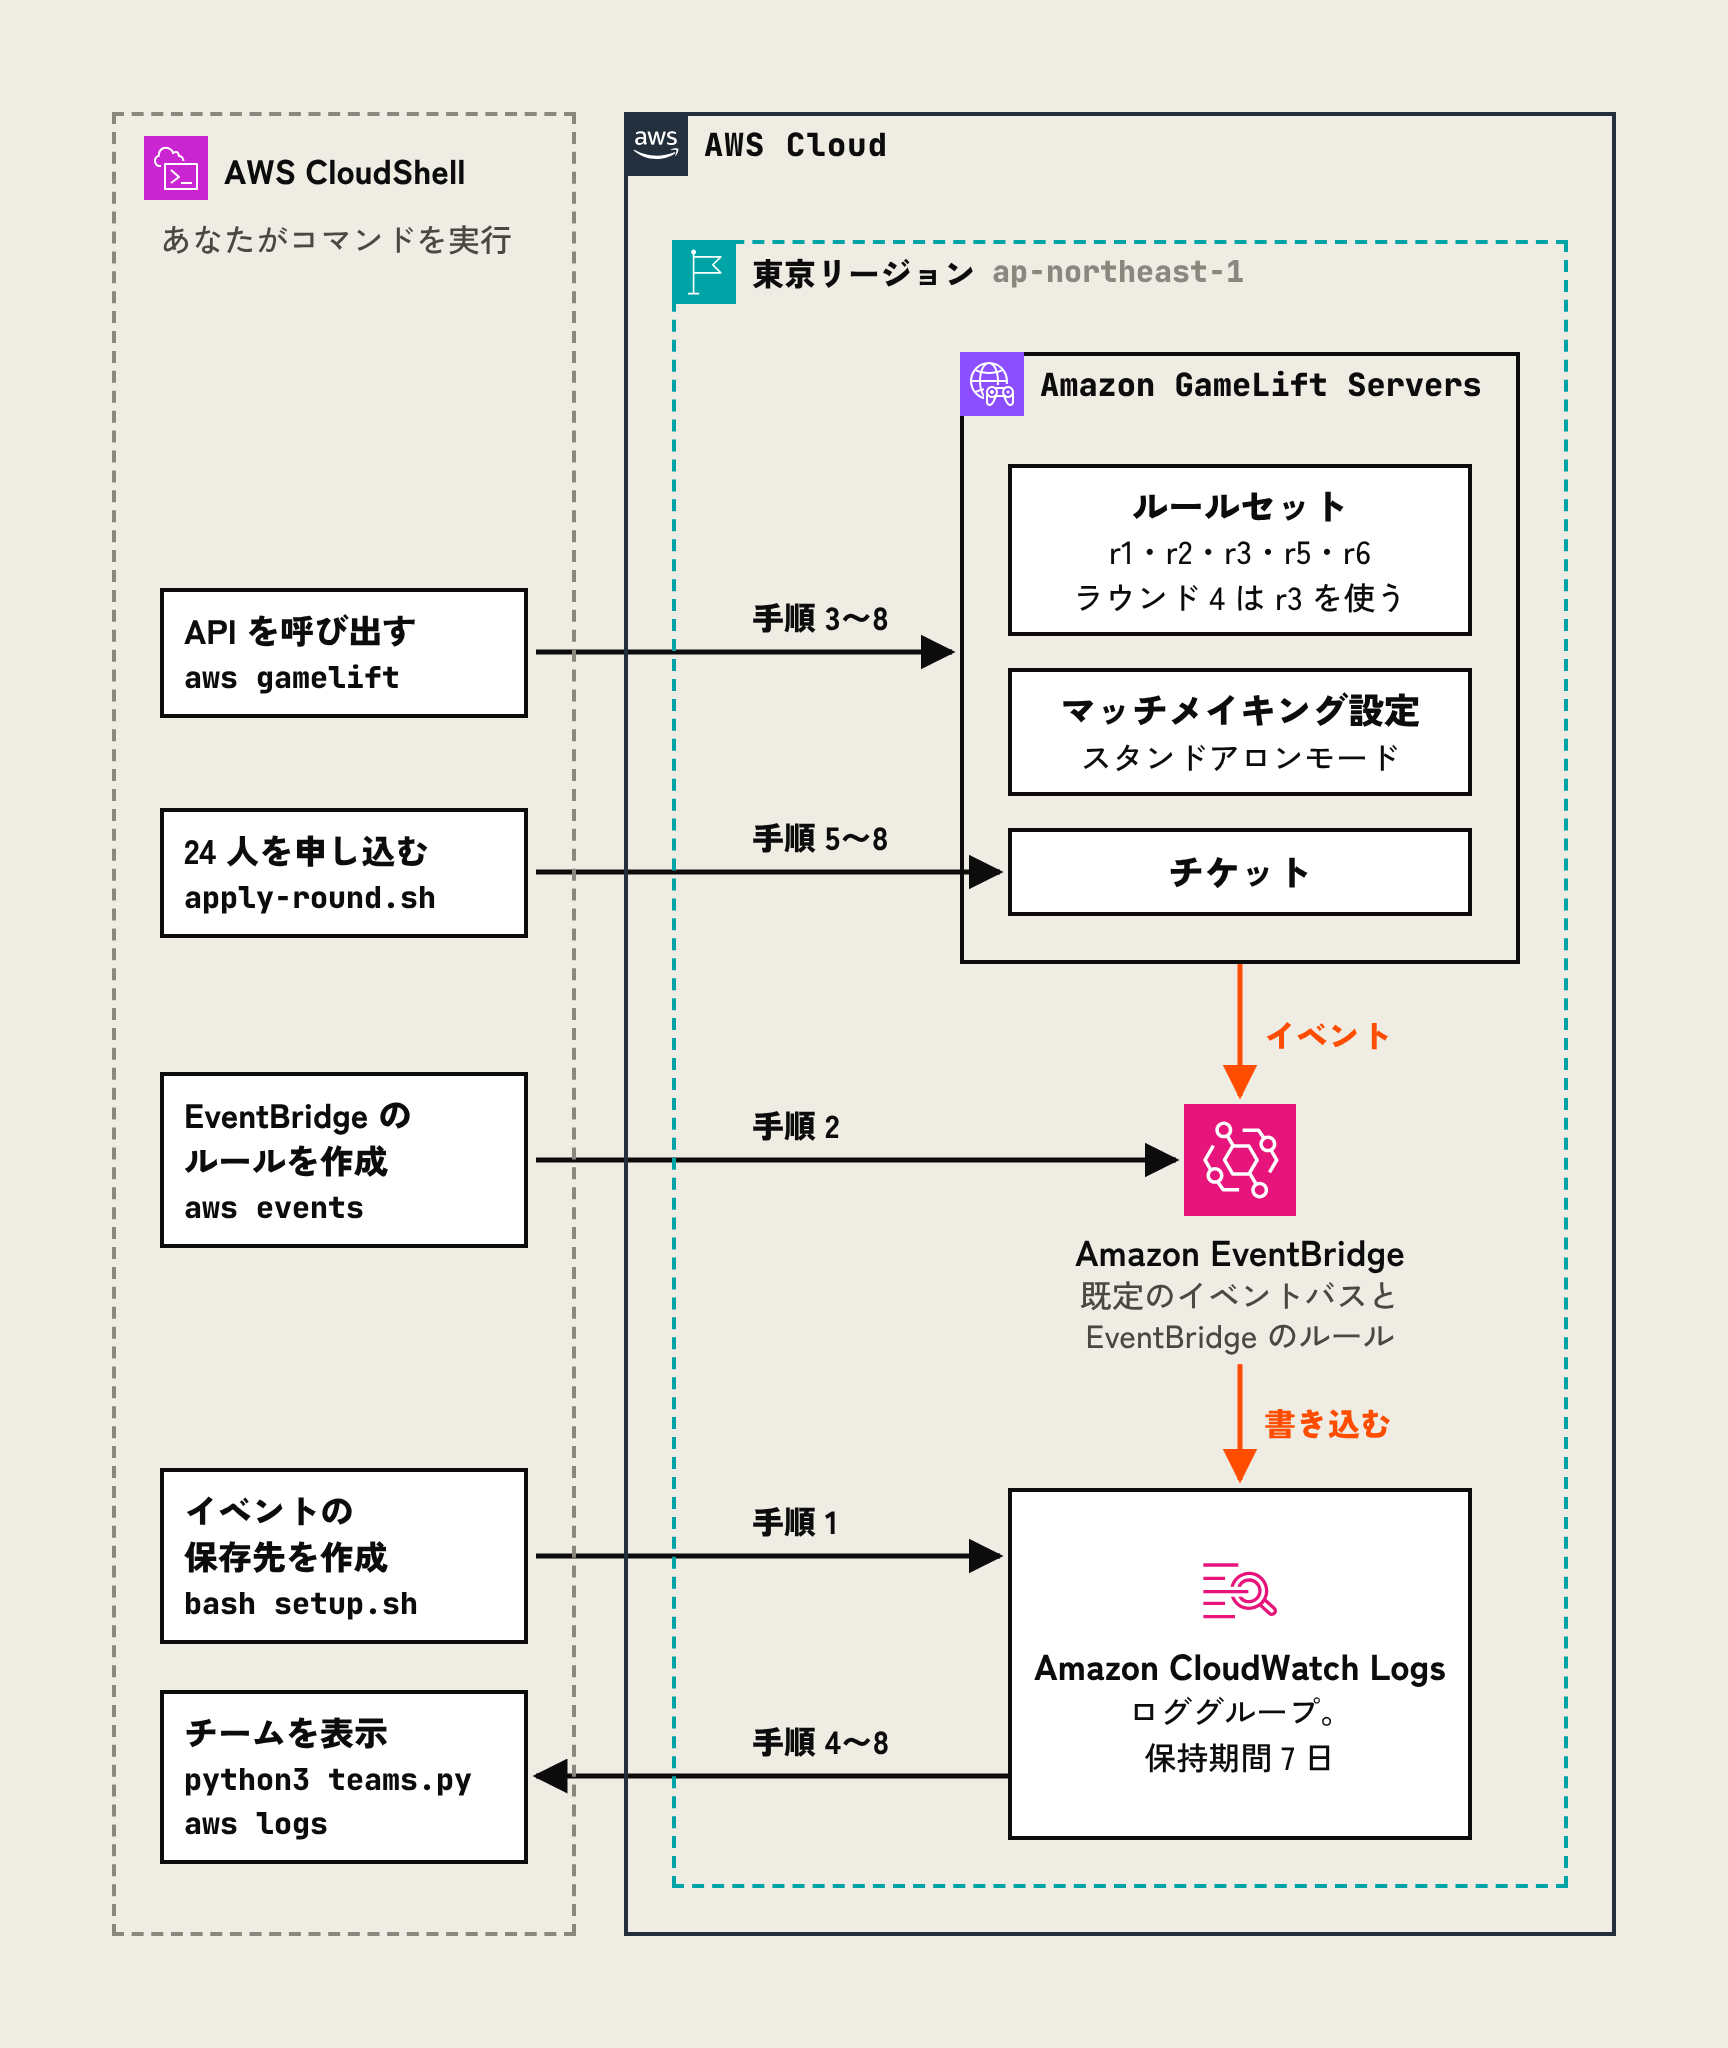 AWS CloudShell
あなたがコマンドを実行
API を呼び出す
aws gamelift
24 人を申し込む
apply-round.sh
EventBridge の
ルールを作成
aws events
イベントの
保存先を作成
bash setup.sh
チームを表示
python3 teams.py
aws logs
手順 3〜8
手順 5〜8
手順 2
手順 1
手順 4〜8
aws
AWS Cloud
東京リージョン ap-northeast-1
Amazon GameLift Servers
ルールセット
r1・r2・r3・r5・r6
ラウンド 4 は r3 を使う
マッチメイキング設定
スタンドアロンモード
チケット
イベント
Amazon EventBridge
既定のイベントバスと
EventBridge のルール
書き込む
Amazon CloudWatch Logs
ロググループ。
保持期間 7 日